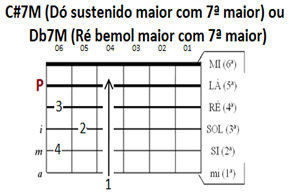 C#7M (Dó sustenido maior com 7ª maior) ou
Db7M (Ré bemol maior com 7ª maior)
06 05 04 03 02 01
MI (6ª)
P LÁ (5ª)
3 RÉ (4ª)
i 2 SOL (3ª)
m 4 SI (2ª)
a mi (1ª)
1